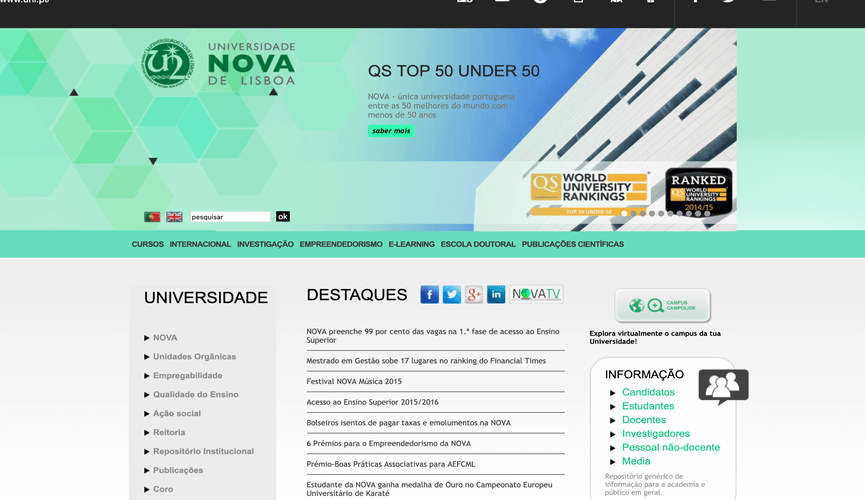 www.unl.pt
EN
UNIVERSIDADE
NOVA
DE LISBOA
QS TOP 50 UNDER 50
NOVA - única universidade portuguesa
entre as 50 melhores do mundo com
menos de 50 anos
saber mais
QS WORLD
UNIVERSITY
RANKINGS
TOP 50 UNDER 50
RANKED
QS WORLD
UNIVERSITY
RANKINGS
2014/15
pesquisar
ok
CURSOS INTERNACIONAL INVESTIGAÇÃO EMPREENDEDORISMO E-LEARNING ESCOLA DOUTORAL PUBLICAÇÕES CIENTÍFICAS
UNIVERSIDADE
NOVA
Unidades Orgânicas
Empregabilidade
Qualidade do Ensino
Ação social
Reitoria
Repositório Institucional
Publicações
Coro
DESTAQUES
NOVATV
NOVA preenche 99 por cento das vagas na 1.ª fase de acesso ao Ensino
Superior
Mestrado em Gestão sobe 17 lugares no ranking do Financial Times
Festival NOVA Música 2015
Acesso ao Ensino Superior 2015/2016
Bolseiros isentos de pagar taxas e emolumentos na NOVA
6 Prémios para o Empreendedorismo da NOVA
Prémio-Boas Práticas Associativas para AEFCML
Estudante da NOVA ganha medalha de Ouro no Campeonato Europeu
Universitário de Karaté
CAMPUS
CAMPOLIDE
Explora virtualmente o campus da tua
Universidade!
INFORMAÇÃO
Candidatos
Estudantes
Docentes
Investigadores
Pessoal não-docente
Media
Repositório genérico de
informação para a academia e
público em geral.